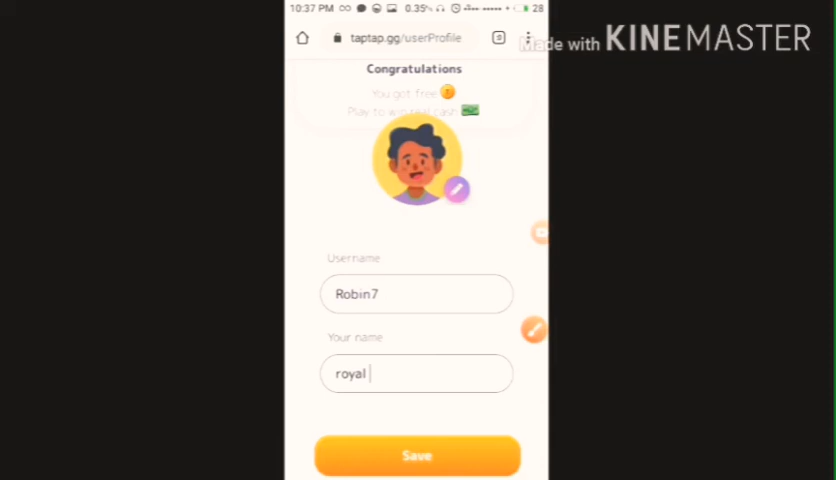 10:37 PM
28
taptap.gg/userProfile
Made with KINEMASTER
Congratulations
You got free
Play to win real cash
Username
Robin7
Your name
royal
Save